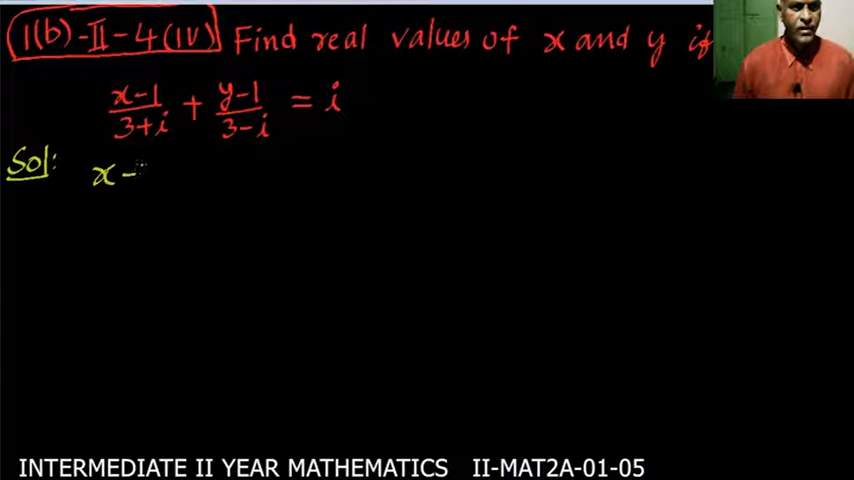 1(b)-II-4(IV) Find real values of x and y if
x-1/3+i + y-1/3-i = i
Sol: x-
INTERMEDIATE II YEAR MATHEMATICS II-MAT2A-01-05